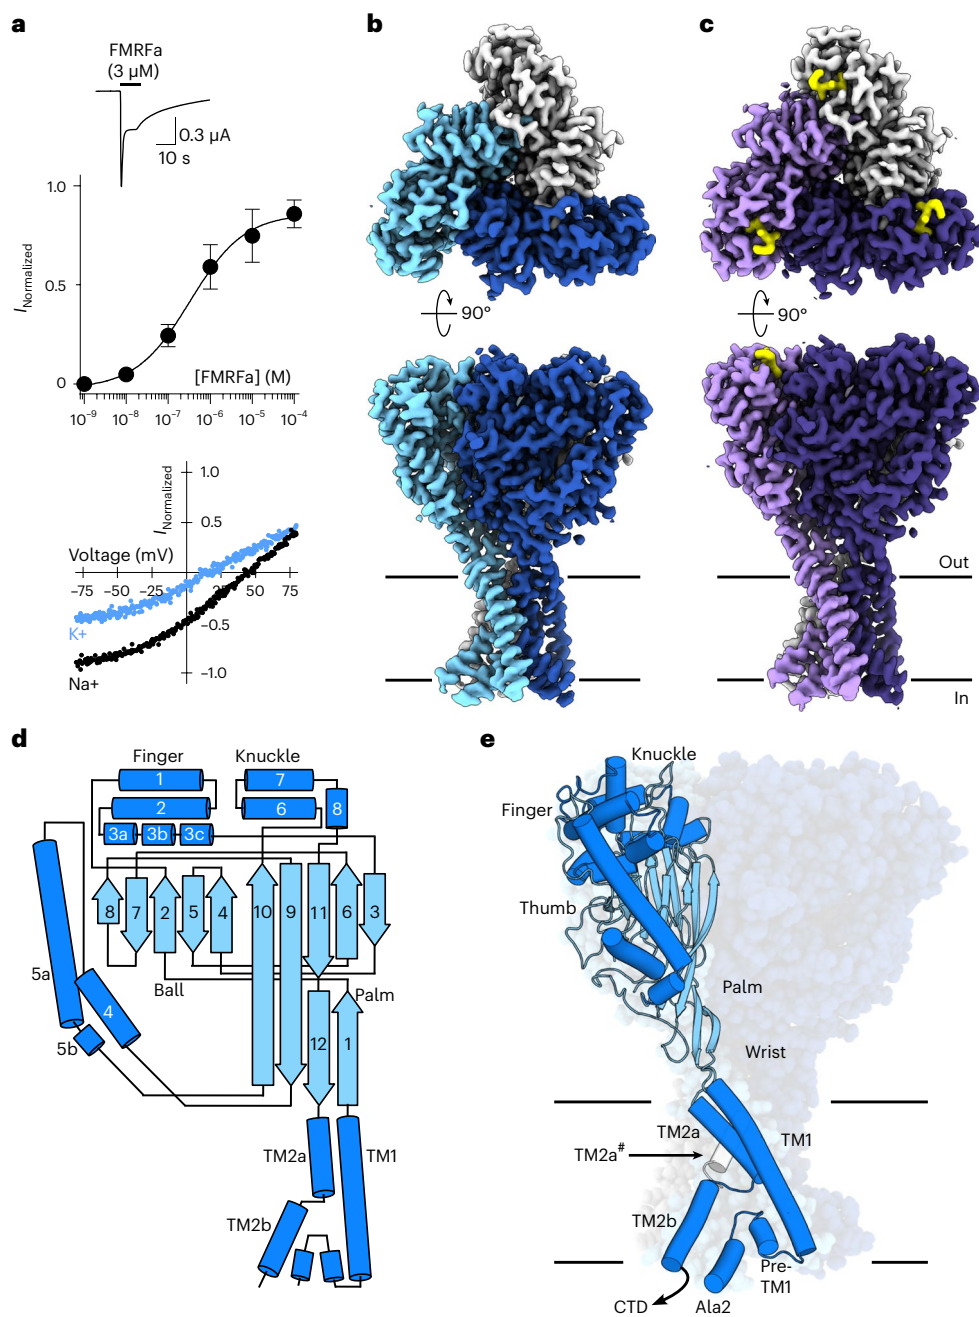 a
FMRFa
(3 µM)
0.3 µA
10 s
1.0
0.5
0
I Normalized
[FMRFa] (M)
10⁻⁹ 10⁻⁸ 10⁻⁷ 10⁻⁶ 10⁻⁵ 10⁻⁴
I Normalized
1.0
0.5
Voltage (mV)
−75 −50 −25 25 50 75
K+
−0.5
Na+
−1.0
b
90°
c
90°
Out
In
d
Finger
Knuckle
1
7
2
6
8
3a 3b 3c
8 7 2 5 4 10 9 11 6 3
5a
4
5b
Ball
Palm
12 1
TM2a
TM1
TM2b
e
Knuckle
Finger
Thumb
Palm
Wrist
TM2a
TM1
TM2a#
TM2b
Pre-
TM1
CTD
Ala2